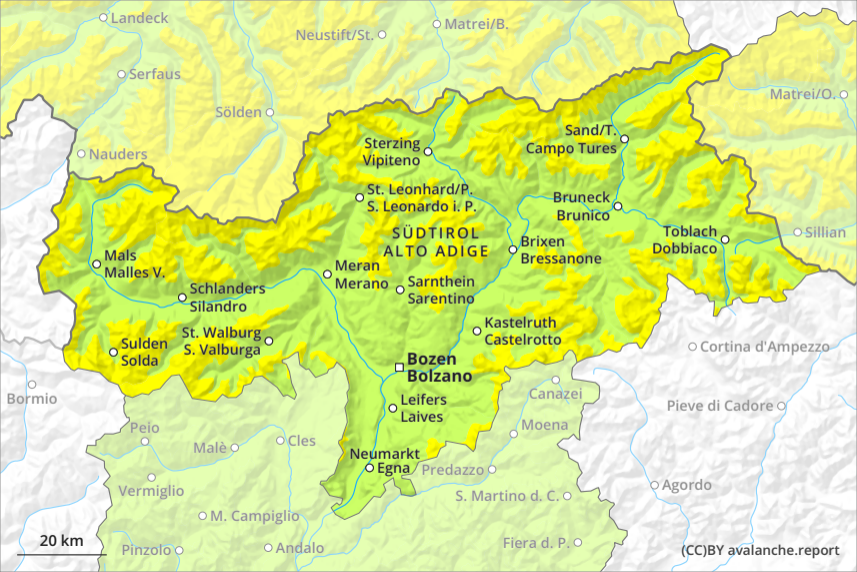 Landeck
Matrei/B.
Neustift/St.
Serfaus
Matrei/O.
Sölden
Sand/T.
Campo Tures
Sterzing
Vipiteno
Nauders
St. Leonhard/P.
S. Leonardo i. P.
Bruneck
Brunico
SÜDTIROL
ALTO ADIGE
Toblach
Dobbiaco
Sillian
Brixen
Bressanone
Mals
Malles V.
Meran
Merano
Sarnthein
Sarentino
Schlanders
Silandro
Kastelruth
Castelrotto
St. Walburg
S. Valburga
Sulden
Solda
Cortina d'Ampezzo
Bozen
Bolzano
Bormio
Canazei
Leifers
Laives
Pieve di Cadore
Peio
Moena
Malè
Cles
Neumarkt
Egna
Predazzo
Vermiglio
Agordo
S. Martino d. C.
M. Campiglio
20 km
Pinzolo
Andalo
Fiera d. P.
(CC)BY avalanche.report